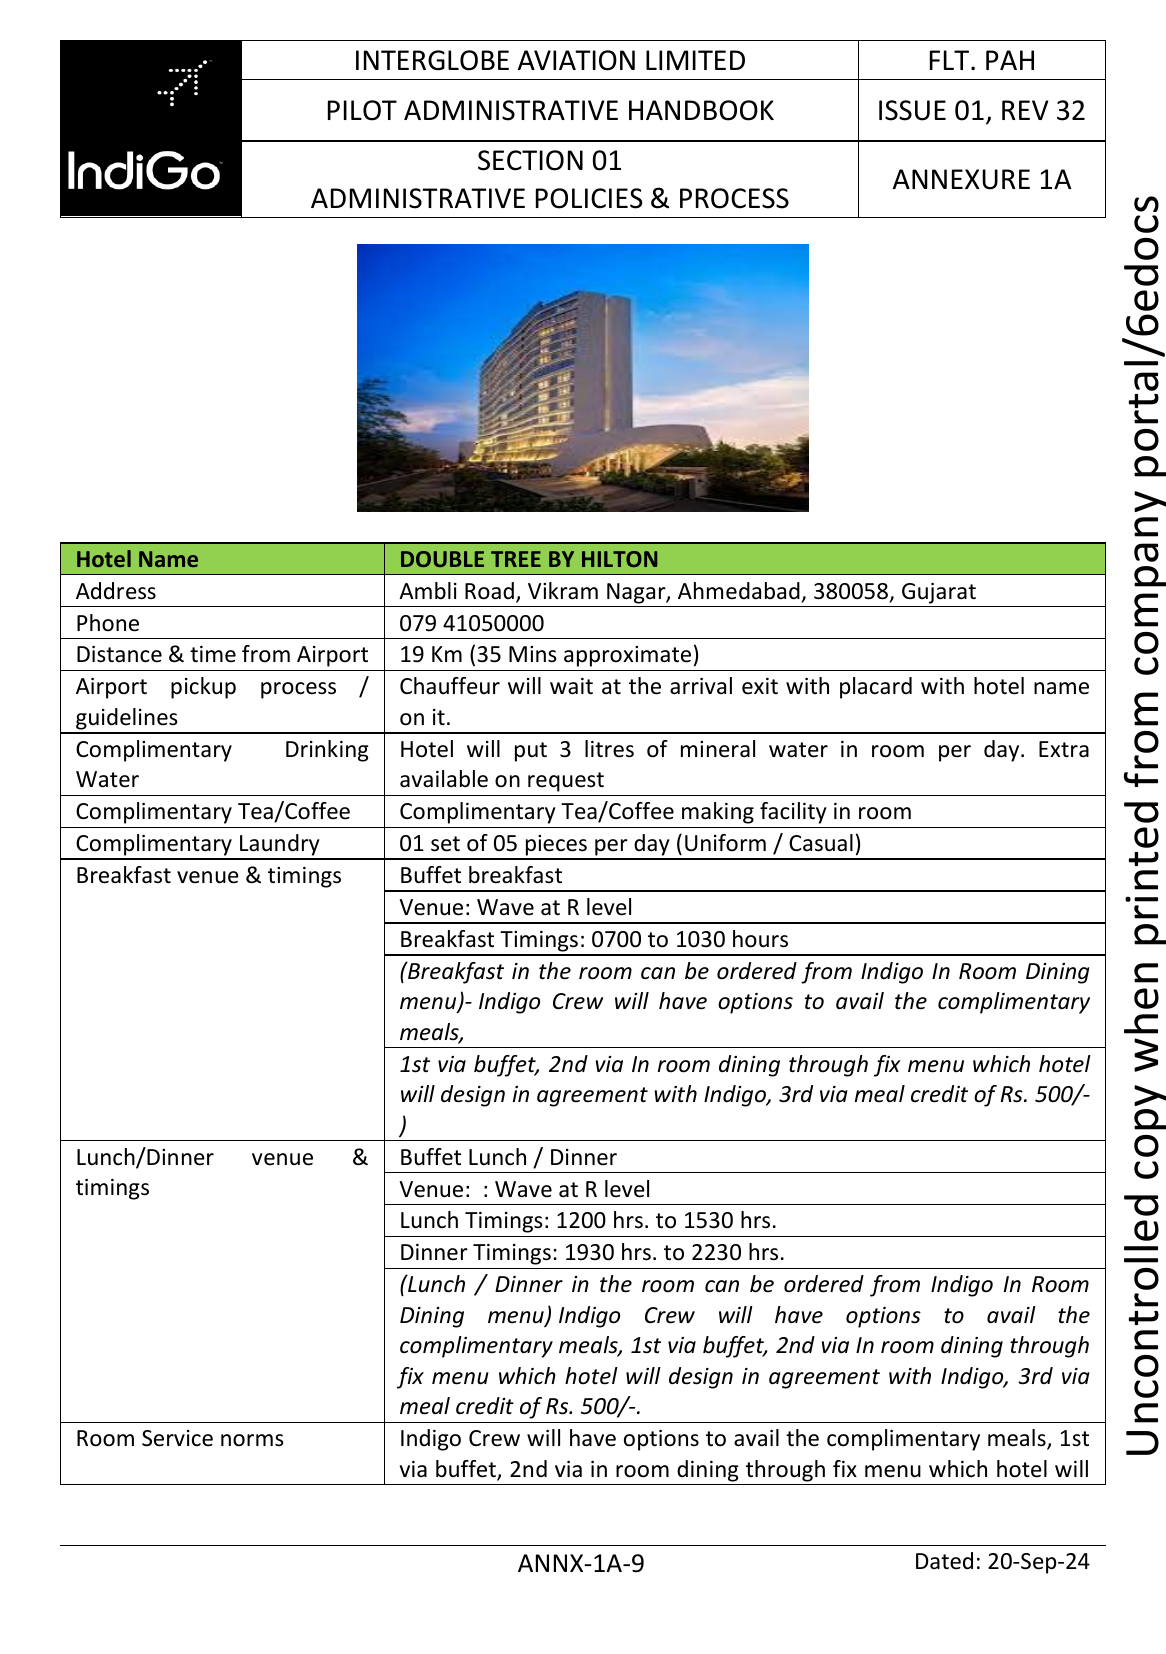 IndiGo
INTERGLOBE AVIATION LIMITED
FLT. PAH
PILOT ADMINISTRATIVE HANDBOOK
ISSUE 01, REV 32
SECTION 01
ADMINISTRATIVE POLICIES & PROCESS
ANNEXURE 1A
Hotel Name
DOUBLE TREE BY HILTON
Address
Ambli Road, Vikram Nagar, Ahmedabad, 380058, Gujarat
Phone
079 41050000
Distance & time from Airport
19 Km (35 Mins approximate)
Airport pickup process /
guidelines
Chauffeur will wait at the arrival exit with placard with hotel name
on it.
Complimentary Drinking
Water
Hotel will put 3 litres of mineral water in room per day. Extra
available on request
Complimentary Tea/Coffee
Complimentary Tea/Coffee making facility in room
Complimentary Laundry
01 set of 05 pieces per day (Uniform / Casual)
Breakfast venue & timings
Buffet breakfast
Venue: Wave at R level
Breakfast Timings: 0700 to 1030 hours
(Breakfast in the room can be ordered from Indigo In Room Dining
menu)- Indigo Crew will have options to avail the complimentary
meals,
1st via buffet, 2nd via In room dining through fix menu which hotel
will design in agreement with Indigo, 3rd via meal credit of Rs. 500/-
)
Lunch/Dinner venue &
timings
Buffet Lunch / Dinner
Venue: : Wave at R level
Lunch Timings: 1200 hrs. to 1530 hrs.
Dinner Timings: 1930 hrs. to 2230 hrs.
(Lunch / Dinner in the room can be ordered from Indigo In Room
Dining menu) Indigo Crew will have options to avail the
complimentary meals, 1st via buffet, 2nd via In room dining through
fix menu which hotel will design in agreement with Indigo, 3rd via
meal credit of Rs. 500/-.
Room Service norms
Indigo Crew will have options to avail the complimentary meals, 1st
via buffet, 2nd via in room dining through fix menu which hotel will
ANNX-1A-9
Dated: 20-Sep-24
Uncontrolled copy when printed from company portal/6edocs